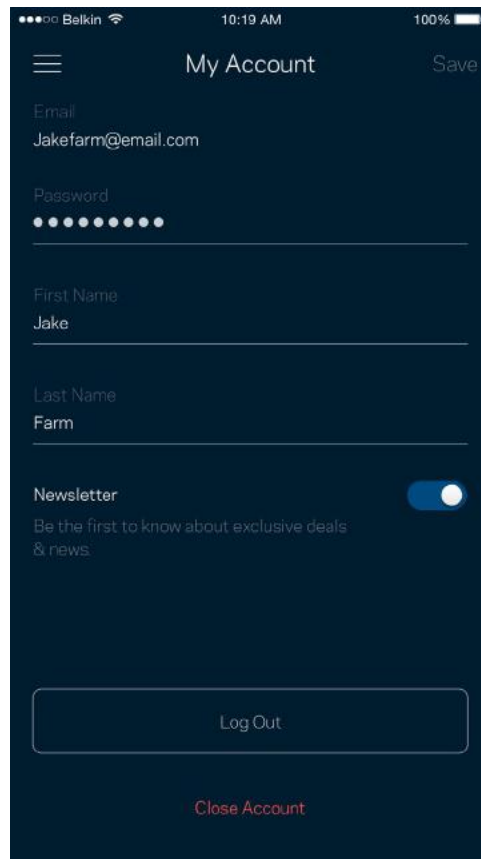 Belkin 10:19 AM 100%
My Account Save
Email
Jakefarm@email.com
Password
First Name
Jake
Last Name
Farm
Newsletter
Be the first to know about exclusive deals
& news.
Log Out
Close Account